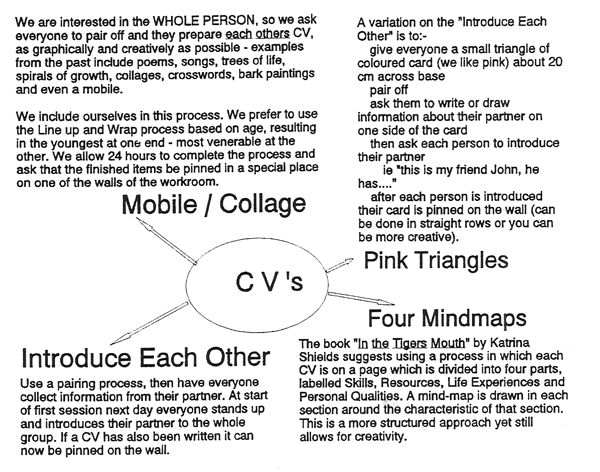 We are interested in the WHOLE PERSON, so we ask
everyone to pair off and they prepare each others CV,
as graphically and creatively as possible - examples
from the past include poems, songs, trees of life,
spirals of growth, collages, crosswords, bark paintings
and even a mobile.
We include ourselves in this process. We prefer to use
the Line up and Wrap process based on age, resulting
in the youngest at one end - most venerable at the
other. We allow 24 hours to complete the process and
ask that the finished items be pinned in a special place
on one of the walls of the workroom.
Mobile / Collage
A variation on the "Introduce Each
Other" is to:-
give everyone a small triangle of
coloured card (we like pink) about 20
cm across base
pair off
ask them to write or draw
information about their partner on
one side of the card
then ask each person to introduce
their partner
ie "this is my friend John, he
has...."
after each person is introduced
their card is pinned on the wall (can
be done in straight rows or you can
be more creative).
Pink Triangles
C V 's
Four Mindmaps
The book "In the Tigers Mouth" by Katrina
Shields suggests using a process in which each
CV is on a page which is divided into four parts,
labelled Skills, Resources, Life Experiences and
Personal Qualities. A mind-map is drawn in each
section around the characteristic of that section.
This is a more structured approach yet still
allows for creativity.
Introduce Each Other
Use a pairing process, then have everyone
collect information from their partner. At start
of first session next day everyone stands up
and introduces their partner to the whole
group. If a CV has also been written it can
now be pinned on the wall.